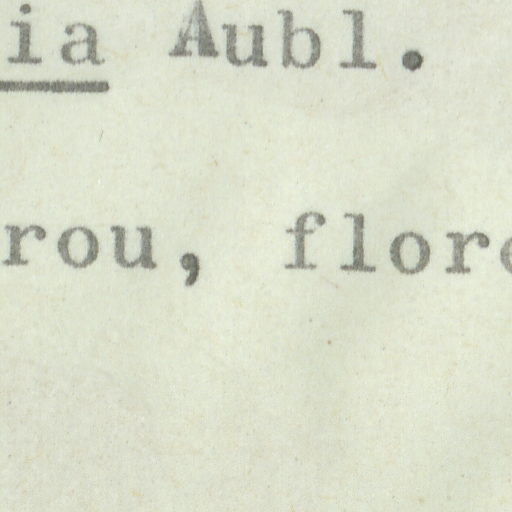 ia Aubl.
rou, flor